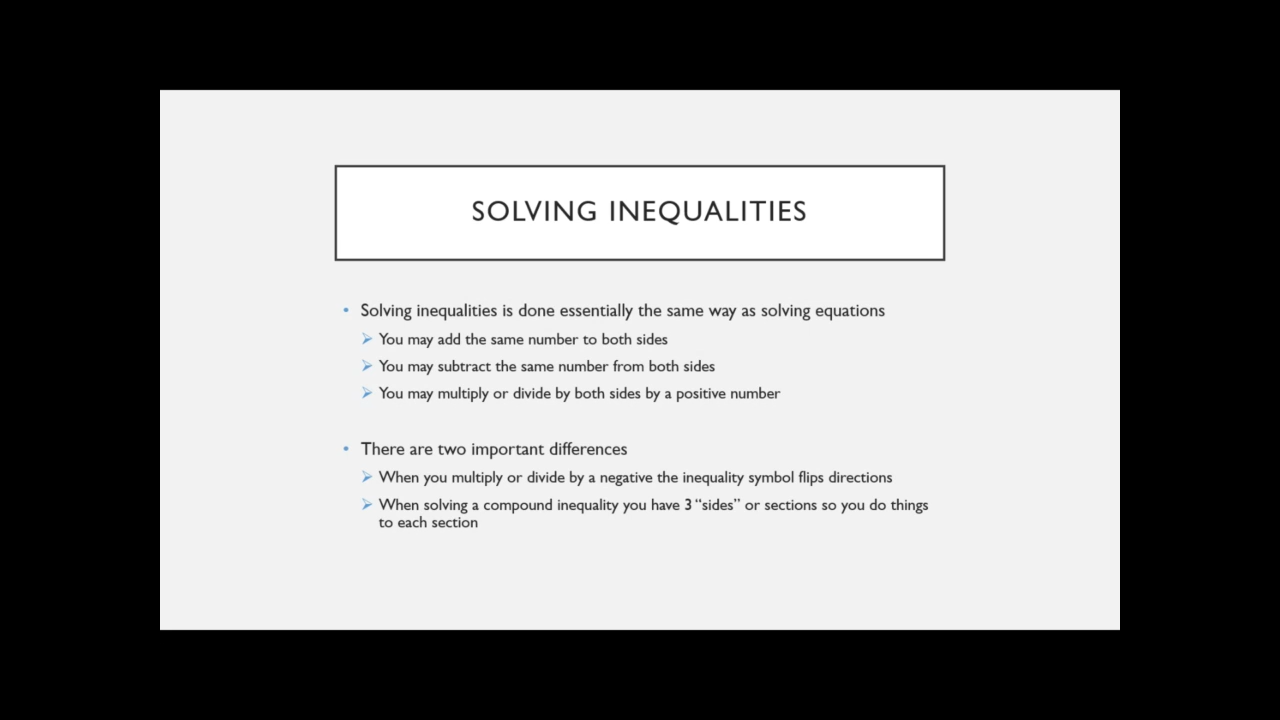 SOLVING INEQUALITIES
• Solving inequalities is done essentially the same way as solving equations
➢ You may add the same number to both sides
➢ You may subtract the same number from both sides
➢ You may multiply or divide by both sides by a positive number
• There are two important differences
➢ When you multiply or divide by a negative the inequality symbol flips directions
➢ When solving a compound inequality you have 3 “sides” or sections so you do things
to each section